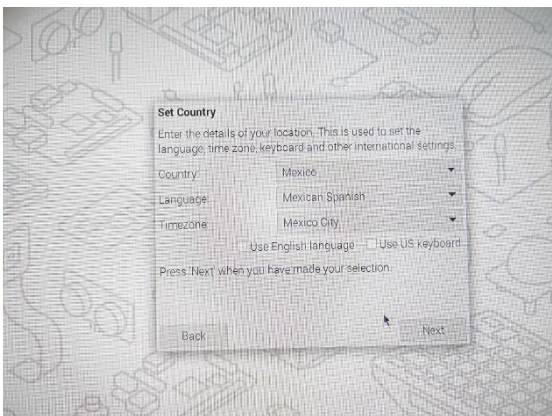 Set Country
Enter the details of your location. This is used to set the
language, time zone, keyboard and other international settings.
Country: Mexico
Language: Mexican Spanish
Timezone: Mexico City
Use English language Use US keyboard
Press 'Next' when you have made your selection.
Back Next